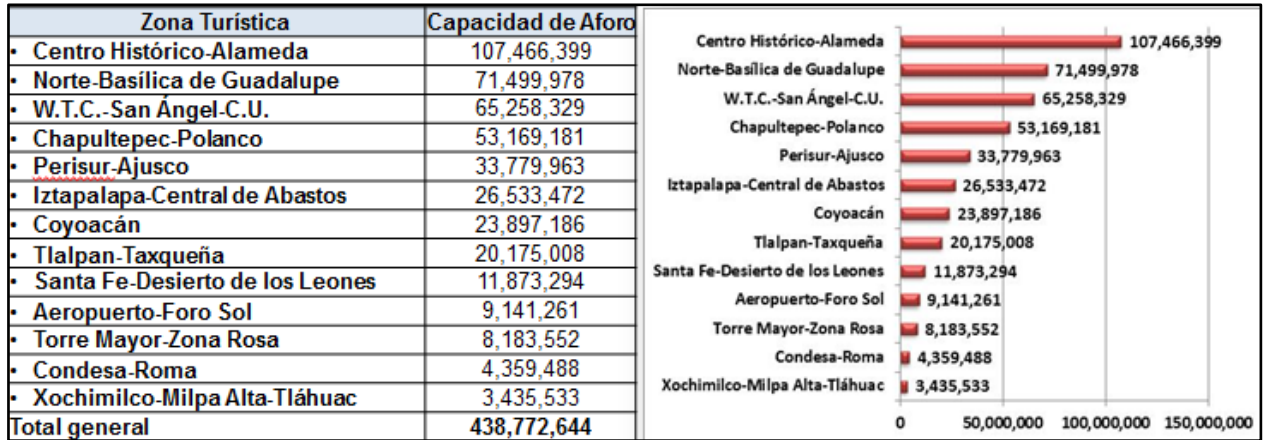 Zona Turística Capacidad de Aforo
• Centro Histórico-Alameda 107,466,399
• Norte-Basílica de Guadalupe 71,499,978
• W.T.C.-San Ángel-C.U. 65,258,329
• Chapultepec-Polanco 53,169,181
• Perisur-Ajusco 33,779,963
• Iztapalapa-Central de Abastos 26,533,472
• Coyoacán 23,897,186
• Tlalpan-Taxqueña 20,175,008
• Santa Fe-Desierto de los Leones 11,873,294
• Aeropuerto-Foro Sol 9,141,261
• Torre Mayor-Zona Rosa 8,183,552
• Condesa-Roma 4,359,488
• Xochimilco-Milpa Alta-Tláhuac 3,435,533
Total general 438,772,644
Centro Histórico-Alameda 107,466,399
Norte-Basílica de Guadalupe 71,499,978
W.T.C.-San Ángel-C.U. 65,258,329
Chapultepec-Polanco 53,169,181
Perisur-Ajusco 33,779,963
Iztapalapa-Central de Abastos 26,533,472
Coyoacán 23,897,186
Tlalpan-Taxqueña 20,175,008
Santa Fe-Desierto de los Leones 11,873,294
Aeropuerto-Foro Sol 9,141,261
Torre Mayor-Zona Rosa 8,183,552
Condesa-Roma 4,359,488
Xochimilco-Milpa Alta-Tláhuac 3,435,533
0 50,000,000 100,000,000 150,000,000